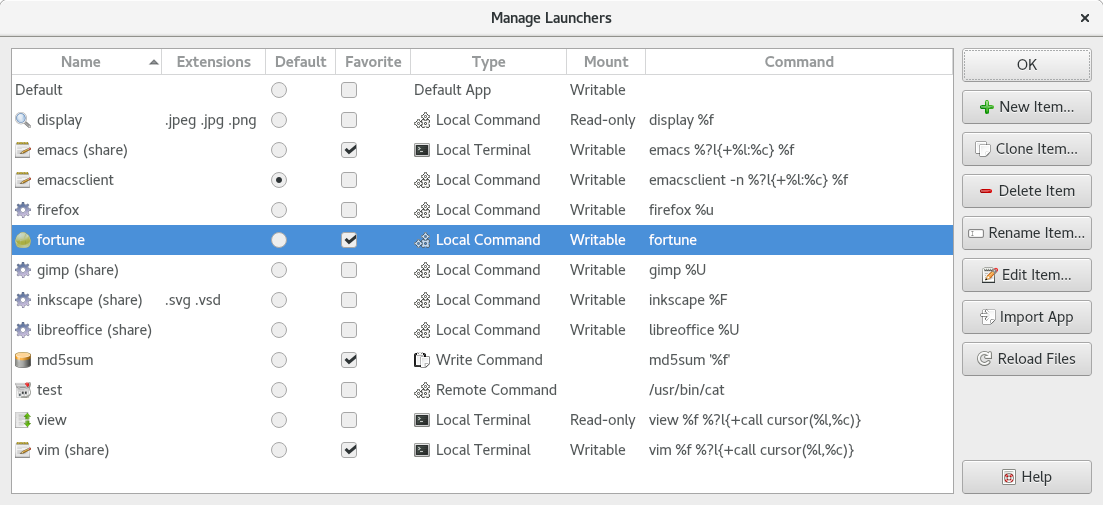 Manage Launchers ×
Name Extensions Default Favorite Type Mount Command
Default Default App Writable
display .jpeg .jpg .png Local Command Read-only display %f
emacs (share) Local Terminal Writable emacs %?l{+%l:%c} %f
emacsclient Local Command Writable emacsclient -n %?l{+%l:%c} %f
firefox Local Command Writable firefox %u
fortune Local Command Writable fortune
gimp (share) Local Command Writable gimp %U
inkscape (share) .svg .vsd Local Command Writable inkscape %F
libreoffice (share) Local Command Writable libreoffice %U
md5sum Write Command md5sum '%f'
test Remote Command /usr/bin/cat
view Local Terminal Read-only view %f %?l{+call cursor(%l,%c)}
vim (share) Local Terminal Writable vim %f %?l{+call cursor(%l,%c)}
OK
New Item...
Clone Item...
Delete Item
Rename Item...
Edit Item...
Import App
Reload Files
Help